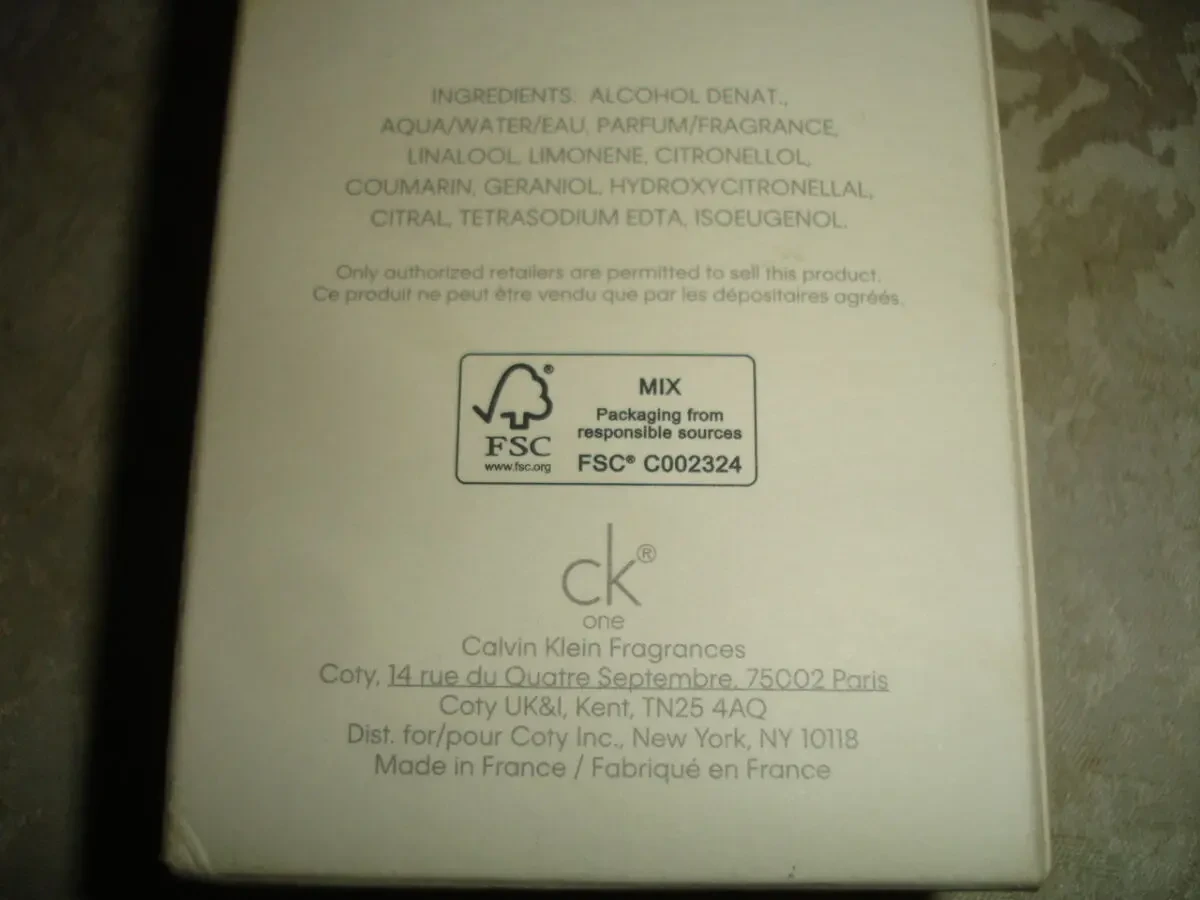 INGREDIENTS: ALCOHOL DENAT.,
AQUA/WATER/EAU, PARFUM/FRAGRANCE,
LINALOOL, LIMONENE, CITRONELLOL,
COUMARIN, GERANIOL, HYDROXYCITRONELLAL,
CITRAL, TETRASODIUM EDTA, ISOEUGENOL.
Only authorized retailers are permitted to sell this product.
Ce produit ne peut être vendu que par les dépositaires agréés.
®
FSC
www.fsc.org
MIX
Packaging from
responsible sources
FSC® C002324
ck®
one
Calvin Klein Fragrances
Coty, 14 rue du Quatre Septembre, 75002 Paris
Coty UK&I, Kent, TN25 4AQ
Dist. for/pour Coty Inc., New York, NY 10118
Made in France / Fabriqué en France